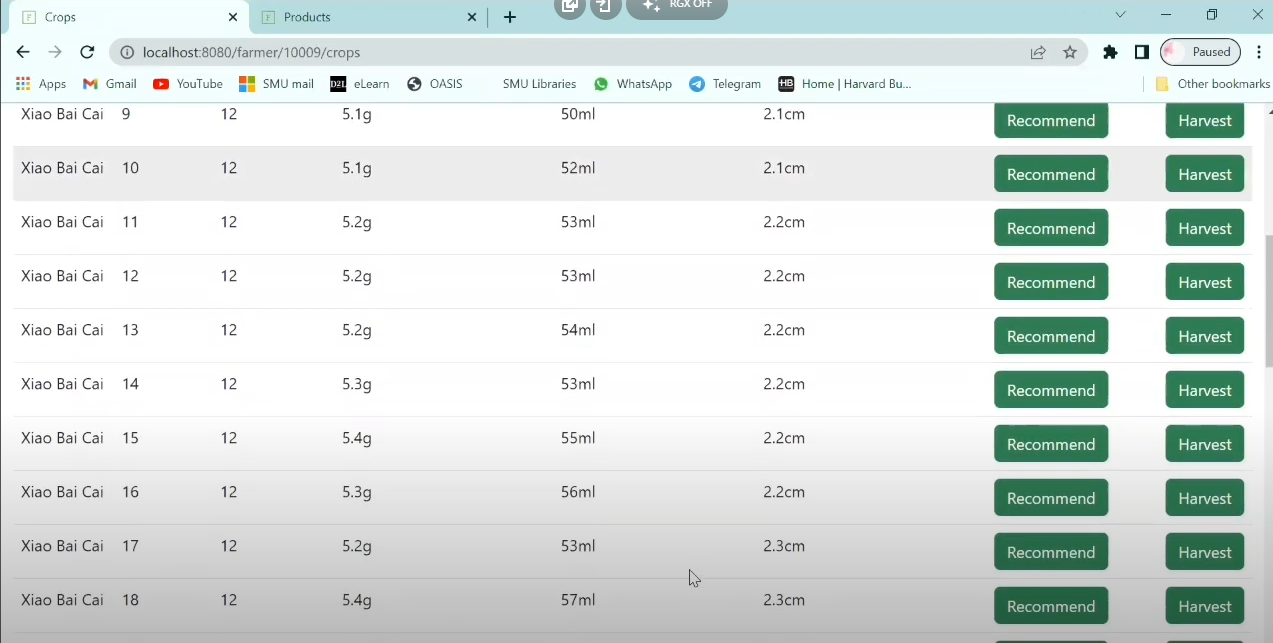 RGX OFF
Crops
Products
localhost:8080/farmer/10009/crops
Paused
Apps Gmail YouTube SMU mail D2L eLearn OASIS SMU Libraries WhatsApp Telegram HB Home | Harvard Bu... Other bookmarks
Xiao Bai Cai 9 12 5.1g 50ml 2.1cm Recommend Harvest
Xiao Bai Cai 10 12 5.1g 52ml 2.1cm Recommend Harvest
Xiao Bai Cai 11 12 5.2g 53ml 2.2cm Recommend Harvest
Xiao Bai Cai 12 12 5.2g 53ml 2.2cm Recommend Harvest
Xiao Bai Cai 13 12 5.2g 54ml 2.2cm Recommend Harvest
Xiao Bai Cai 14 12 5.3g 53ml 2.2cm Recommend Harvest
Xiao Bai Cai 15 12 5.4g 55ml 2.2cm Recommend Harvest
Xiao Bai Cai 16 12 5.3g 56ml 2.2cm Recommend Harvest
Xiao Bai Cai 17 12 5.2g 53ml 2.3cm Recommend Harvest
Xiao Bai Cai 18 12 5.4g 57ml 2.3cm Recommend Harvest